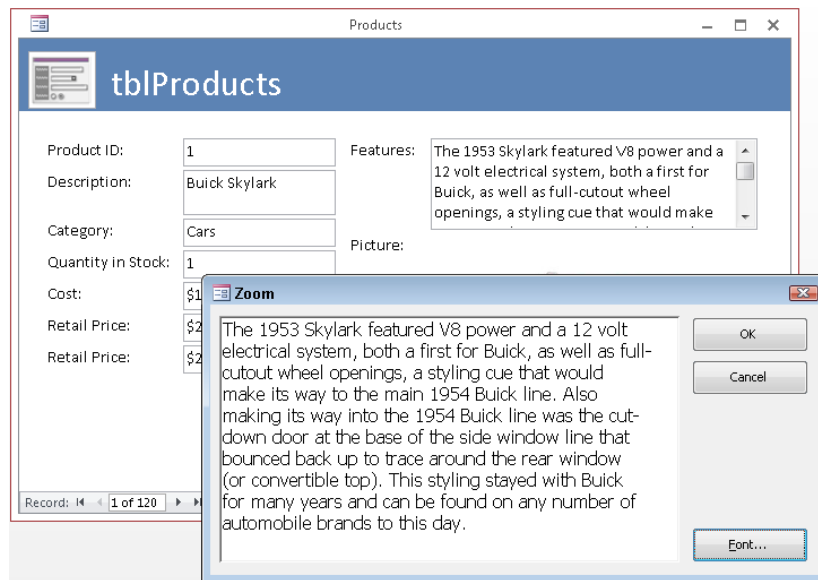 Products
tblProducts
Product ID:
1
Description:
Buick Skylark
Category:
Cars
Quantity in Stock:
1
Cost:
$1
Retail Price:
$2
Retail Price:
$2
Features:
The 1953 Skylark featured V8 power and a
12 volt electrical system, both a first for
Buick, as well as full-cutout wheel
openings, a styling cue that would make
Picture:
Record:
1 of 120
Zoom
The 1953 Skylark featured V8 power and a 12 volt
electrical system, both a first for Buick, as well as full-
cutout wheel openings, a styling cue that would
make its way to the main 1954 Buick line. Also
making its way into the 1954 Buick line was the cut-
down door at the base of the side window line that
bounced back up to trace around the rear window
(or convertible top). This styling stayed with Buick
for many years and can be found on any number of
automobile brands to this day.
OK
Cancel
Font...